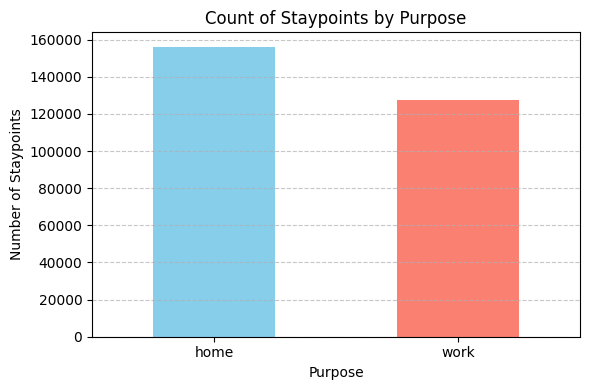 Count of Staypoints by Purpose
160000
140000
120000
100000
80000
60000
40000
20000
0
Number of Staypoints
home work
Purpose